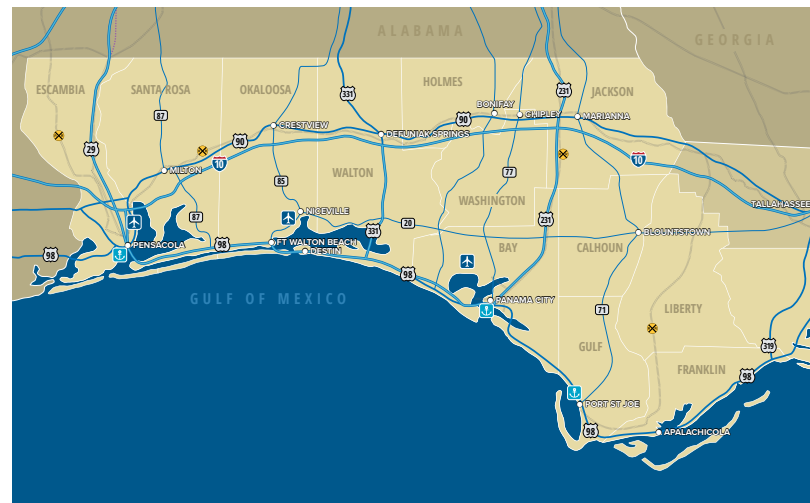 ALABAMA
GEORGIA
ESCAMBIA
SANTA ROSA
OKALOOSA
HOLMES
JACKSON
331
231
87
BONIFAY
CHIPLEY
MARIANNA
90
CRESTVIEW
DEFUNIAK SPRINGS
90
29
10
10
MILTON
85
WALTON
77
WASHINGTON
TALLAHASSEE
NICEVILLE
87
331
20
231
BLOUNTSTOWN
98
PENSACOLA
98
FT WALTON BEACH
DESTIN
BAY
CALHOUN
98
GULF OF MEXICO
PANAMA CITY
71
LIBERTY
GULF
319
FRANKLIN
98
PORT ST JOE
98
APALACHICOLA